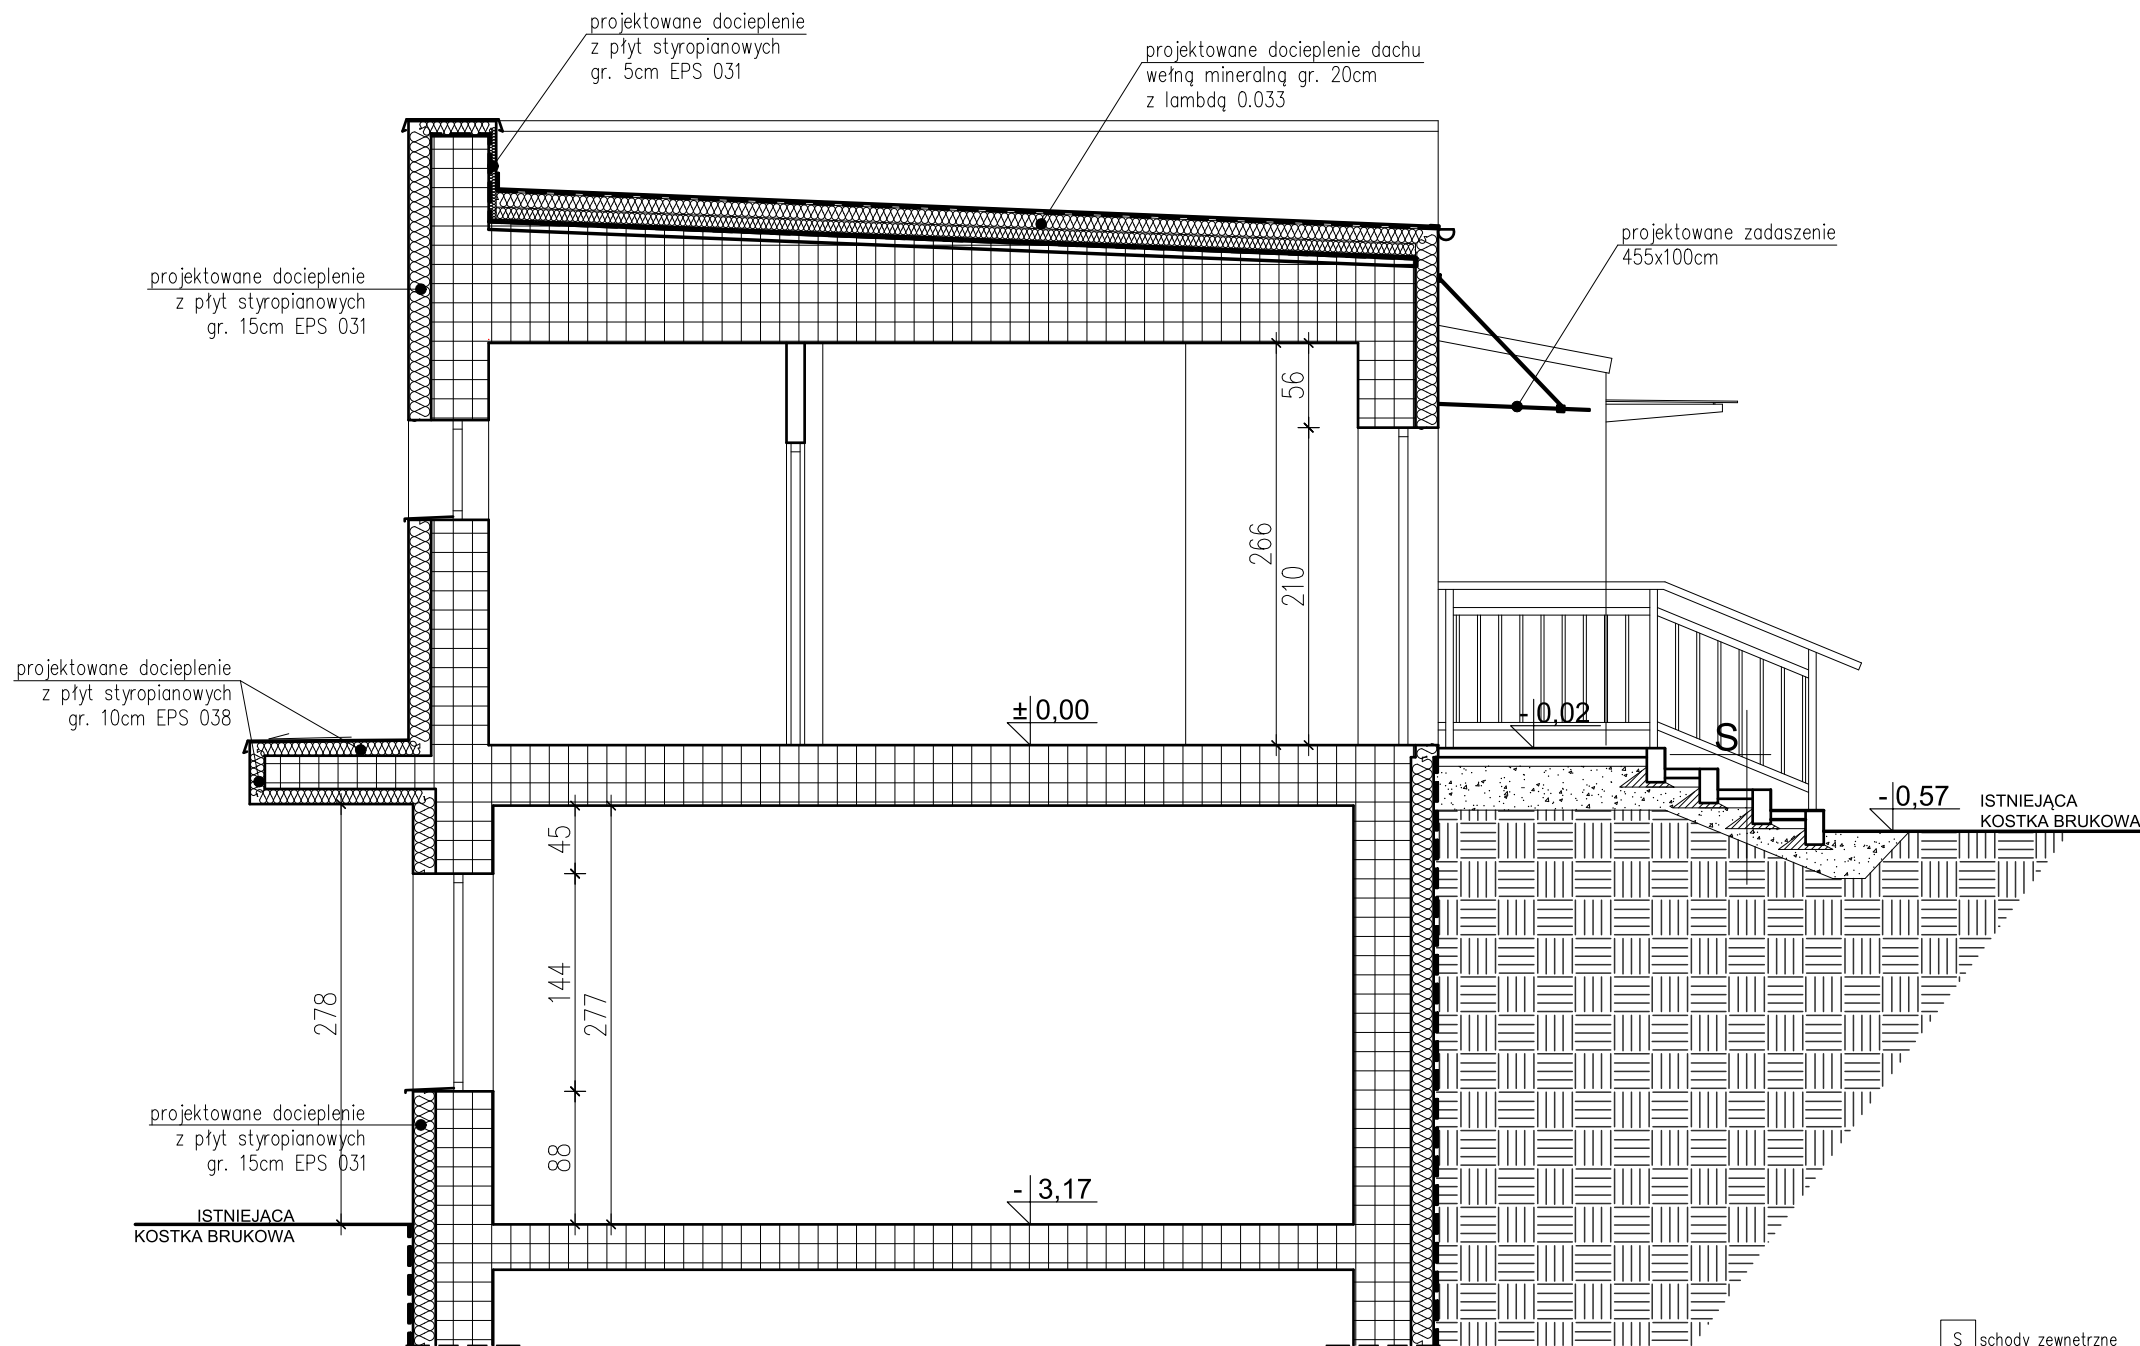 projektowane docieplenie
z płyt styropianowych
gr. 5cm EPS 031
projektowane docieplenie dachu
wełną mineralną gr. 20cm
z lambdą 0.033
projektowane zadaszenie
455x100cm
projektowane docieplenie
z płyt styropianowych
gr. 15cm EPS 031
56
266
210
projektowane docieplenie
z płyt styropianowych
gr. 10cm EPS 038
± 0,00
- 0,02
S
- 0,57
ISTNIEJĄCA
KOSTKA BRUKOWA
45
144
277
278
88
projektowane docieplenie
z płyt styropianowych
gr. 15cm EPS 031
- 3,17
ISTNIEJĄCA
KOSTKA BRUKOWA
S schody zewnętrzne